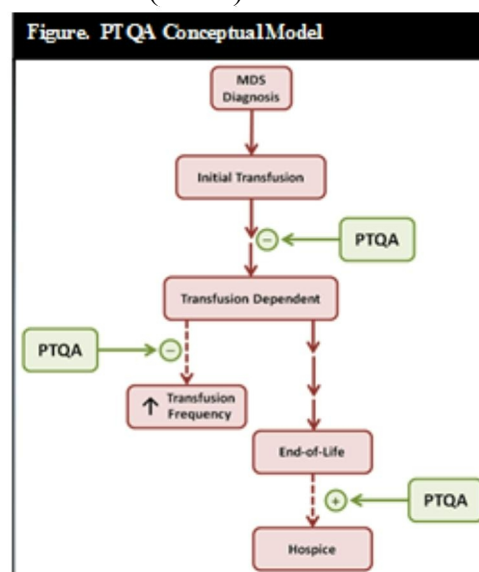 Figure. PTQA Conceptual Model
MDS
Diagnosis
Initial Transfusion
−
PTQA
Transfusion Dependent
PTQA
−
↑ Transfusion
Frequency
End-of-Life
+
PTQA
Hospice